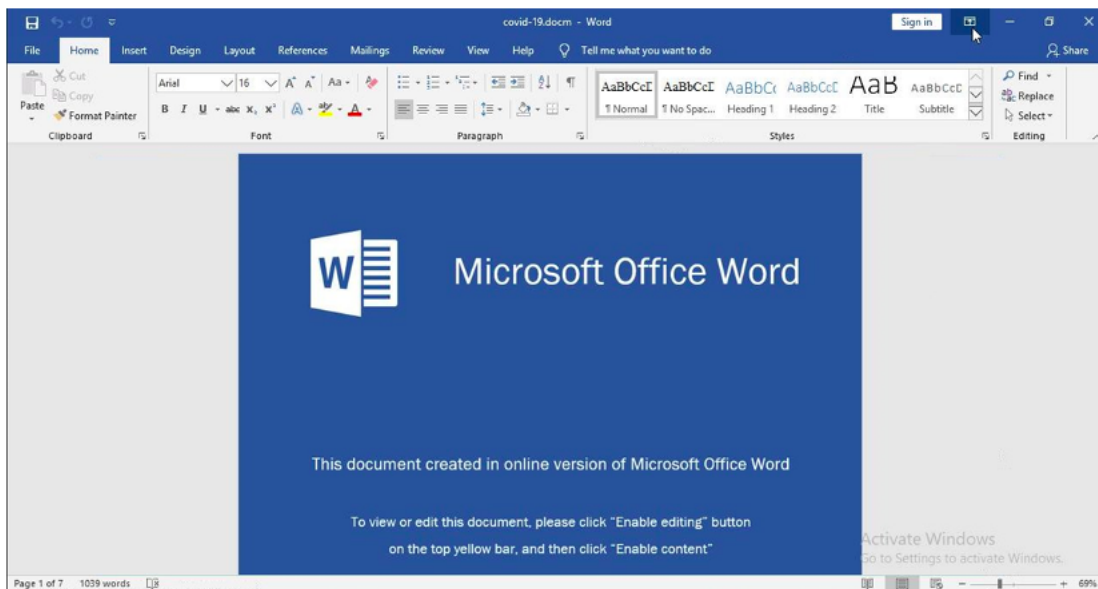 covid-19.docm - Word
Sign in
File Home Insert Design Layout References Mailings Review View Help Tell me what you want to do Share
Paste
Cut
Copy
Format Painter
Clipboard
Arial 16 Aa
B I U abc x, x²
Font
Paragraph
AaBbCcI AaBbCcI AaBbCc AaBbCcC AaB AaBbCcC
¶ Normal ¶ No Spac... Heading 1 Heading 2 Title Subtitle
Styles
Find
Replace
Select
Editing
W
Microsoft Office Word
This document created in online version of Microsoft Office Word
To view or edit this document, please click “Enable editing” button
on the top yellow bar, and then click “Enable content”
Activate Windows
Go to Settings to activate Windows.
Page 1 of 7 1039 words 69%